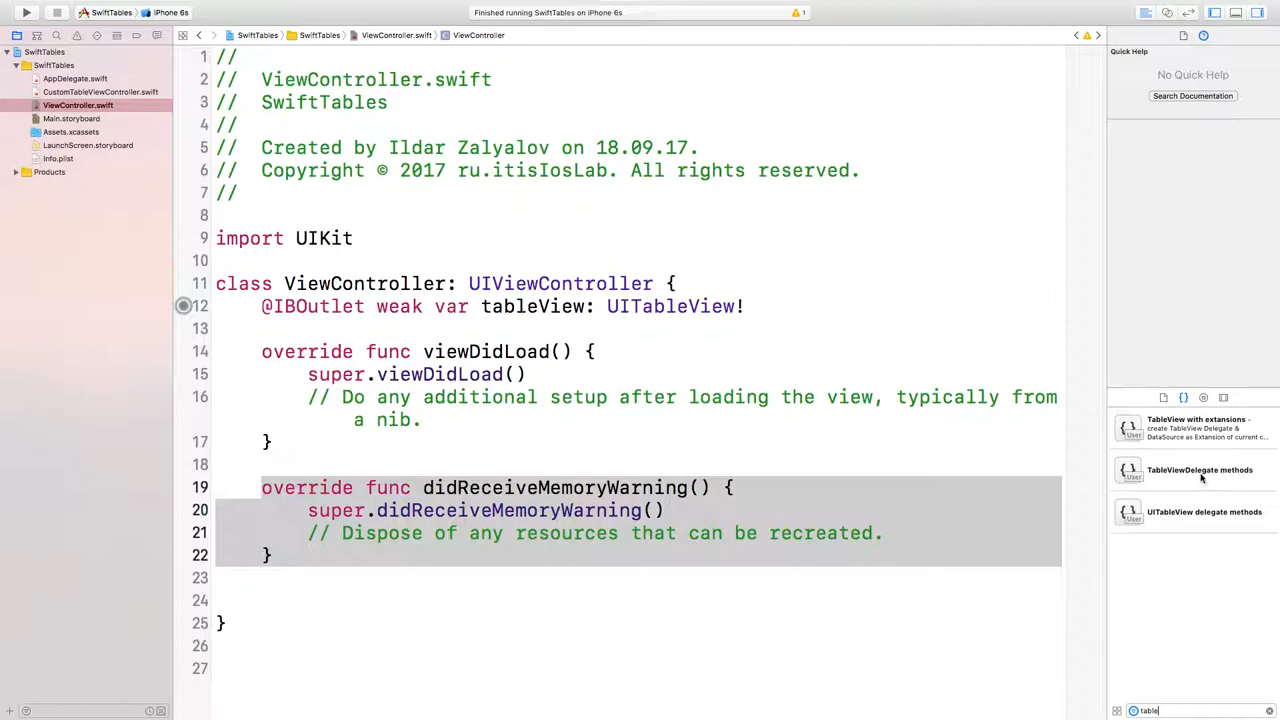 SwiftTables
iPhone 6s
Finished running SwiftTables on iPhone 6s
1
SwiftTables
SwiftTables
ViewController.swift
ViewController
SwiftTables
SwiftTables
AppDelegate.swift
CustomTableViewController.swift
ViewController.swift
Main.storyboard
Assets.xcassets
LaunchScreen.storyboard
Info.plist
Products
1 //
2 // ViewController.swift
3 // SwiftTables
4 //
5 // Created by Ildar Zalyalov on 18.09.17.
6 // Copyright © 2017 ru.itisIosLab. All rights reserved.
7 //
8
9 import UIKit
10
11 class ViewController: UIViewController {
12 @IBOutlet weak var tableView: UITableView!
13
14 override func viewDidLoad() {
15 super.viewDidLoad()
16 // Do any additional setup after loading the view, typically from
a nib.
17 }
18
19 override func didReceiveMemoryWarning() {
20 super.didReceiveMemoryWarning()
21 // Dispose of any resources that can be recreated.
22 }
23
24
25 }
26
27
Quick Help
No Quick Help
Search Documentation
TableView with extansions -
create TableView Delegate &
DataSource as Extansion of current c...
TableViewDelegate methods
UITableView delegate methods
table